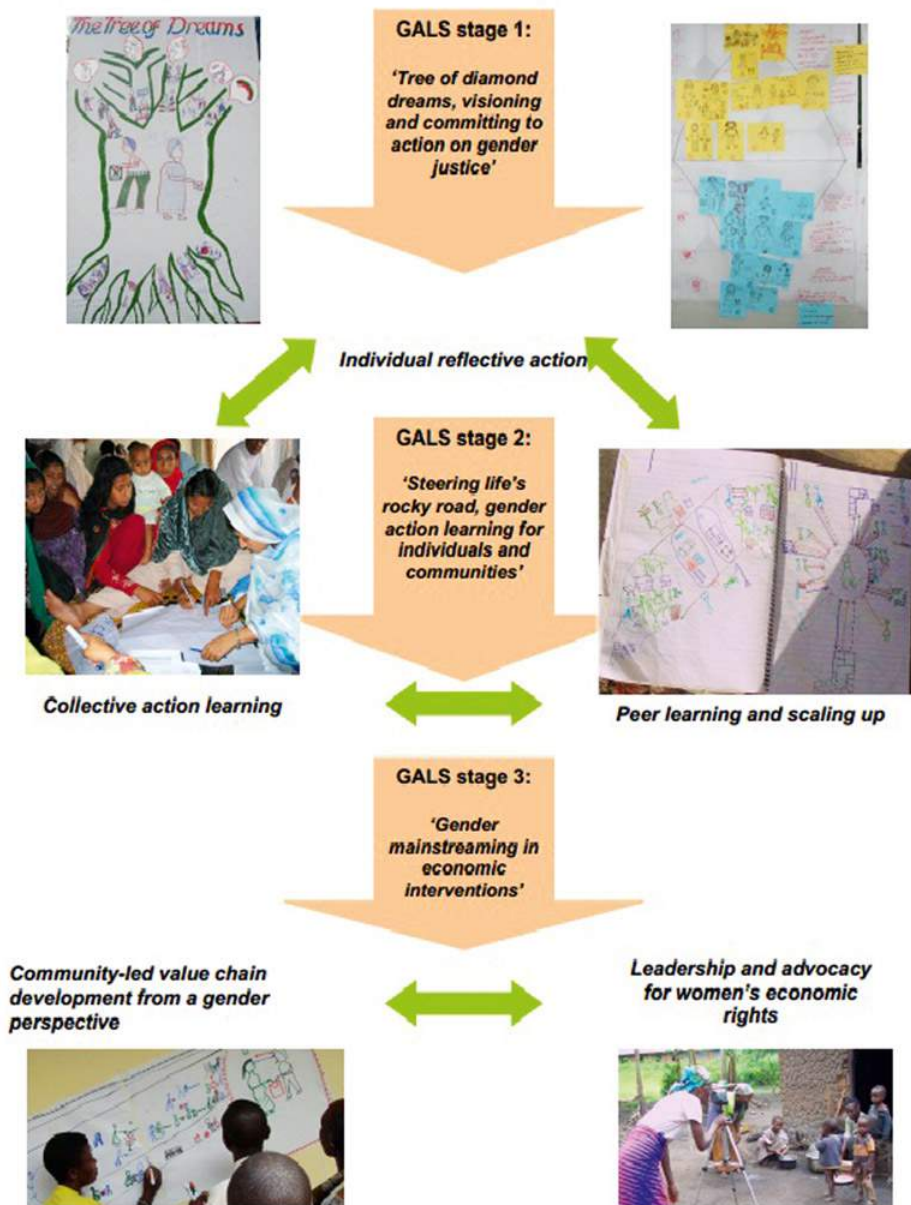 The Tree of Dreams
GALS stage 1:
‘Tree of diamond
dreams, visioning
and committing to
action on gender
justice’
Individual reflective action
GALS stage 2:
‘Steering life’s
rocky road, gender
action learning for
individuals and
communities’
Collective action learning
Peer learning and scaling up
GALS stage 3:
‘Gender
mainstreaming in
economic
interventions’
Community-led value chain
development from a gender
perspective
Leadership and advocacy
for women’s economic
rights